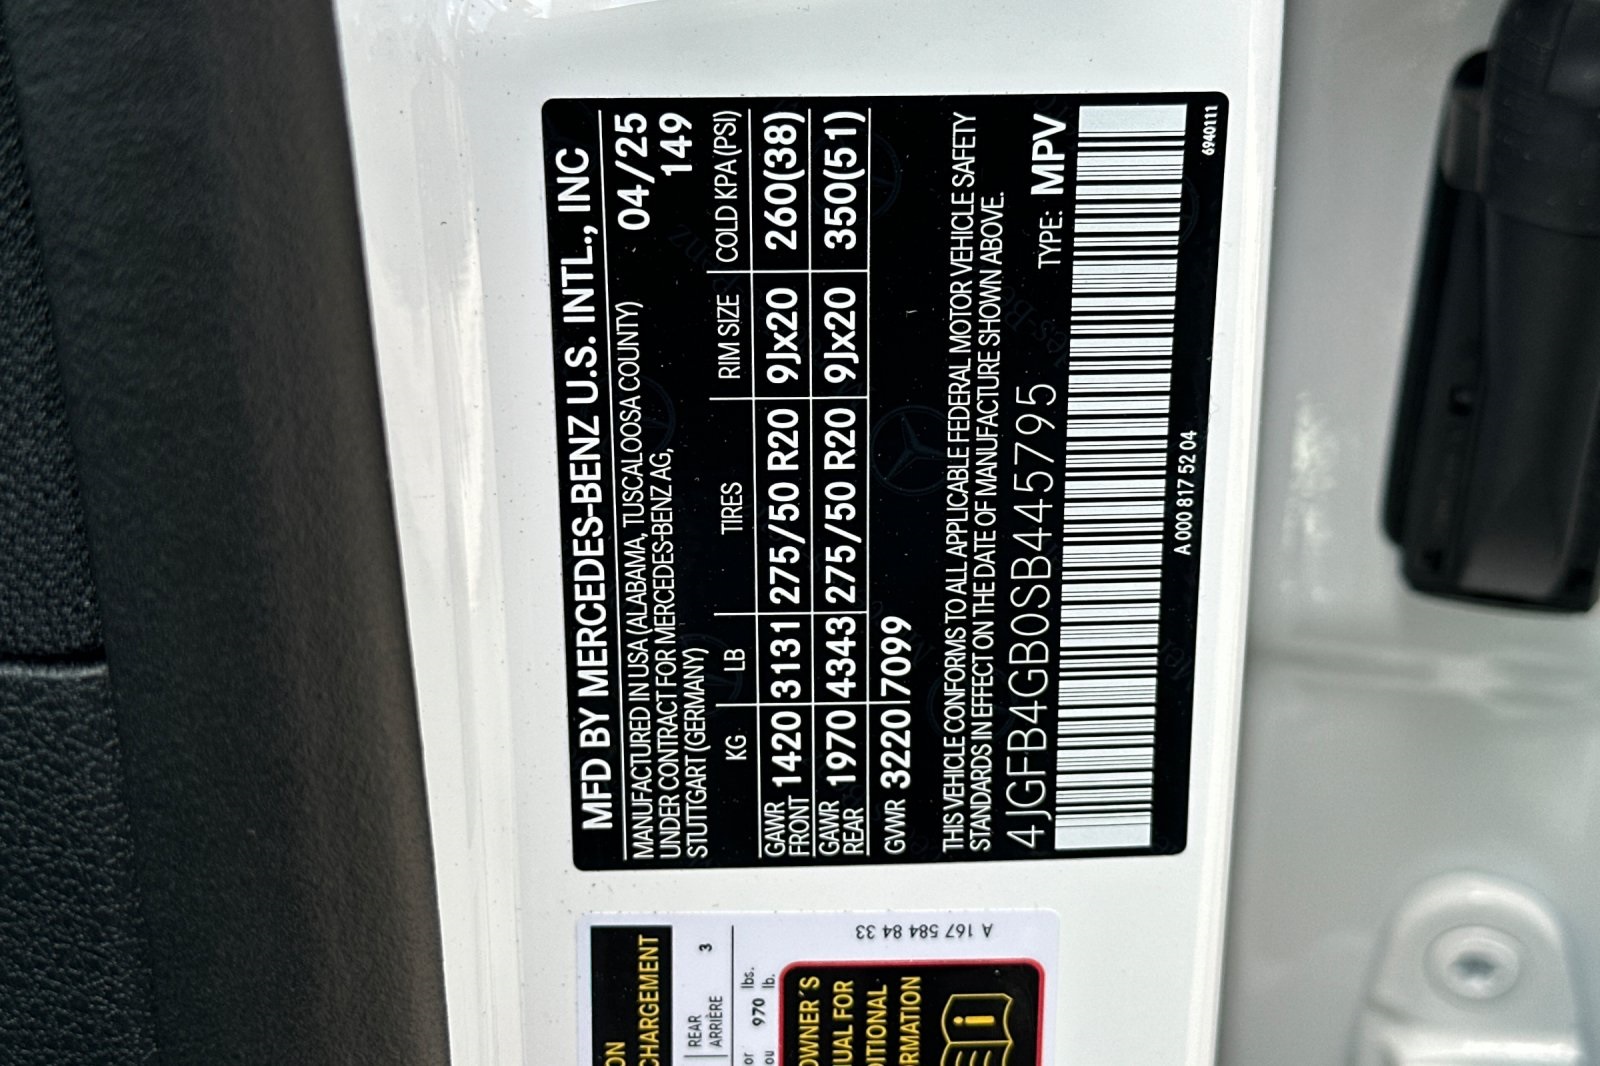 MFD BY MERCEDES-BENZ U.S. INTL., INC
MANUFACTURED IN USA (ALABAMA, TUSCALOOSA COUNTY) 04/25
UNDER CONTRACT FOR MERCEDES-BENZ AG, 149
STUTTGART (GERMANY)
KG LB TIRES RIM SIZE COLD KPA (PSI)
GAWR FRONT 1420 3131 275/50 R20 9Jx20 260(38)
GAWR REAR 1970 4343 275/50 R20 9Jx20 350(51)
GVWR 3220 7099
THIS VEHICLE CONFORMS TO ALL APPLICABLE FEDERAL MOTOR VEHICLE SAFETY
STANDARDS IN EFFECT ON THE DATE OF MANUFACTURE SHOWN ABOVE.
4JGFB4GB0SB445795 TYPE: MPV
A 000 817 52 04
6940111
A 167 584 84 33
ON
CHARGEMENT
REAR 3
ARRIÈRE
or 970 lbs.
ou lb.
OWNER'S
UAL FOR
DITIONAL
ORMATION
i